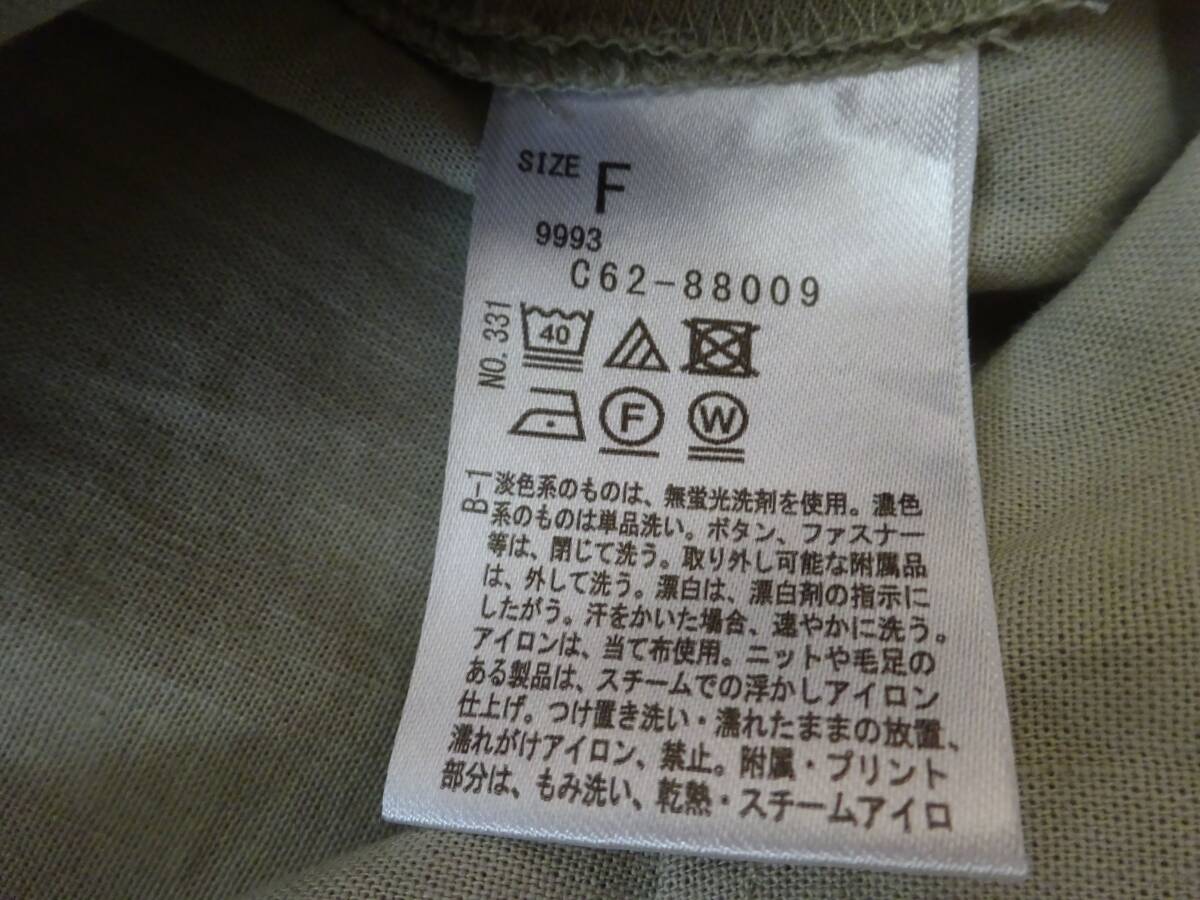 SIZE F
9993
C62-88009
NO.331
40
F W
B-1
淡色系のものは、無蛍光洗剤を使用。濃色
系のものは単品洗い。ボタン、ファスナー
等は、閉じて洗う。取り外し可能な附属品
は、外して洗う。漂白は、漂白剤の指示に
したがう。汗をかいた場合、速やかに洗う。
アイロンは、当て布使用。ニットや毛足の
ある製品は、スチームでの浮かしアイロン
仕上げ。つけ置き洗い・濡れたままの放置、
濡れがけアイロン、禁止。附属・プリント
部分は、もみ洗い、乾熱・スチームアイロ